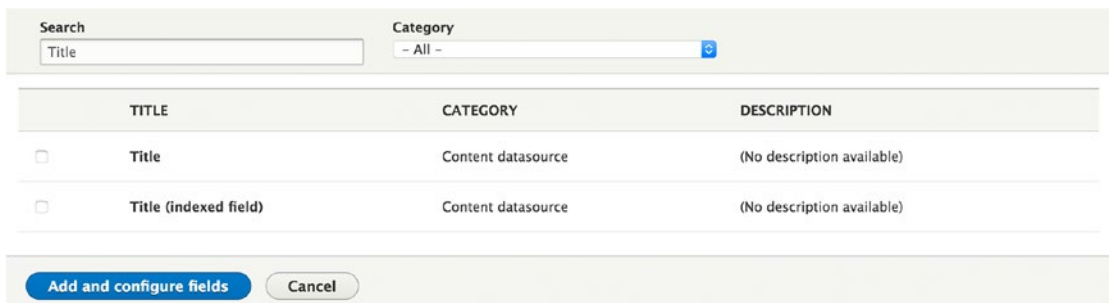 Search Category
Title – All –
TITLE CATEGORY DESCRIPTION
Title Content datasource (No description available)
Title (indexed field) Content datasource (No description available)
Add and configure fields Cancel